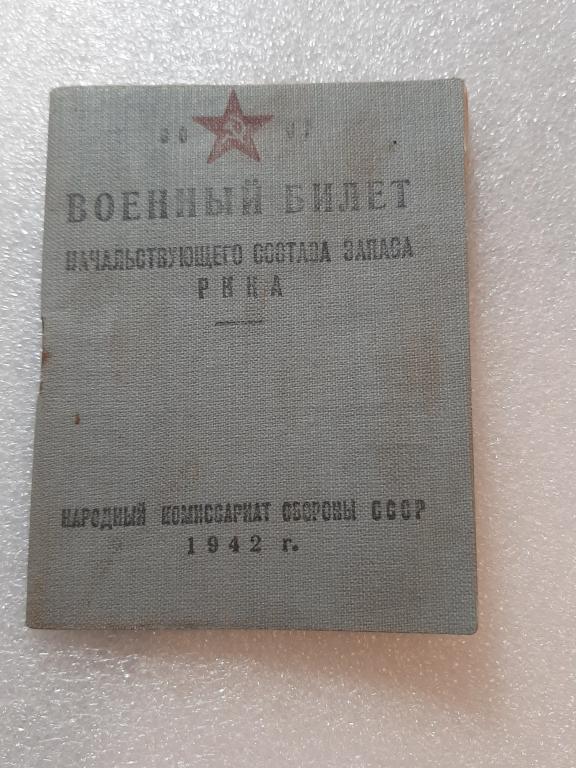 ВОЕННЫЙ БИЛЕТ
НАЧАЛЬСТВУЮЩЕГО СОСТАВА ЗАПАСА
РККА
НАРОДНЫЙ КОМИССАРИАТ ОБОРОНЫ СССР
1942 г.